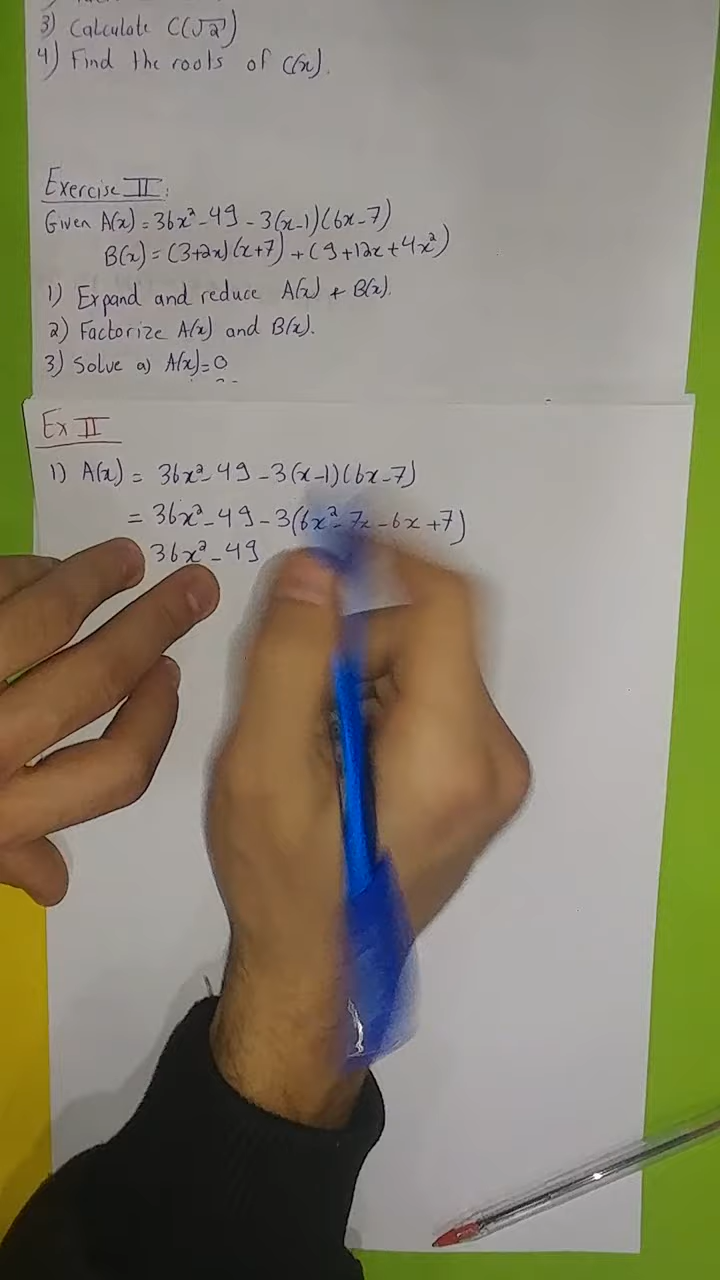 3) Calculate C(√2)
4) Find the roots of C(x).
Exercise II:
Given A(x) = 36x² - 49 - 3(x-1)(6x-7)
B(x) = (3+2x)(x+7) + (9+12x+4x²)
1) Expand and reduce A(x) & B(x).
2) Factorize A(x) and B(x).
3) Solve a) A(x)=0
Ex II
1) A(x) = 36x² - 49 - 3(x-1)(6x-7)
= 36x² - 49 - 3(6x² - 7x - 6x + 7)
36x² - 49